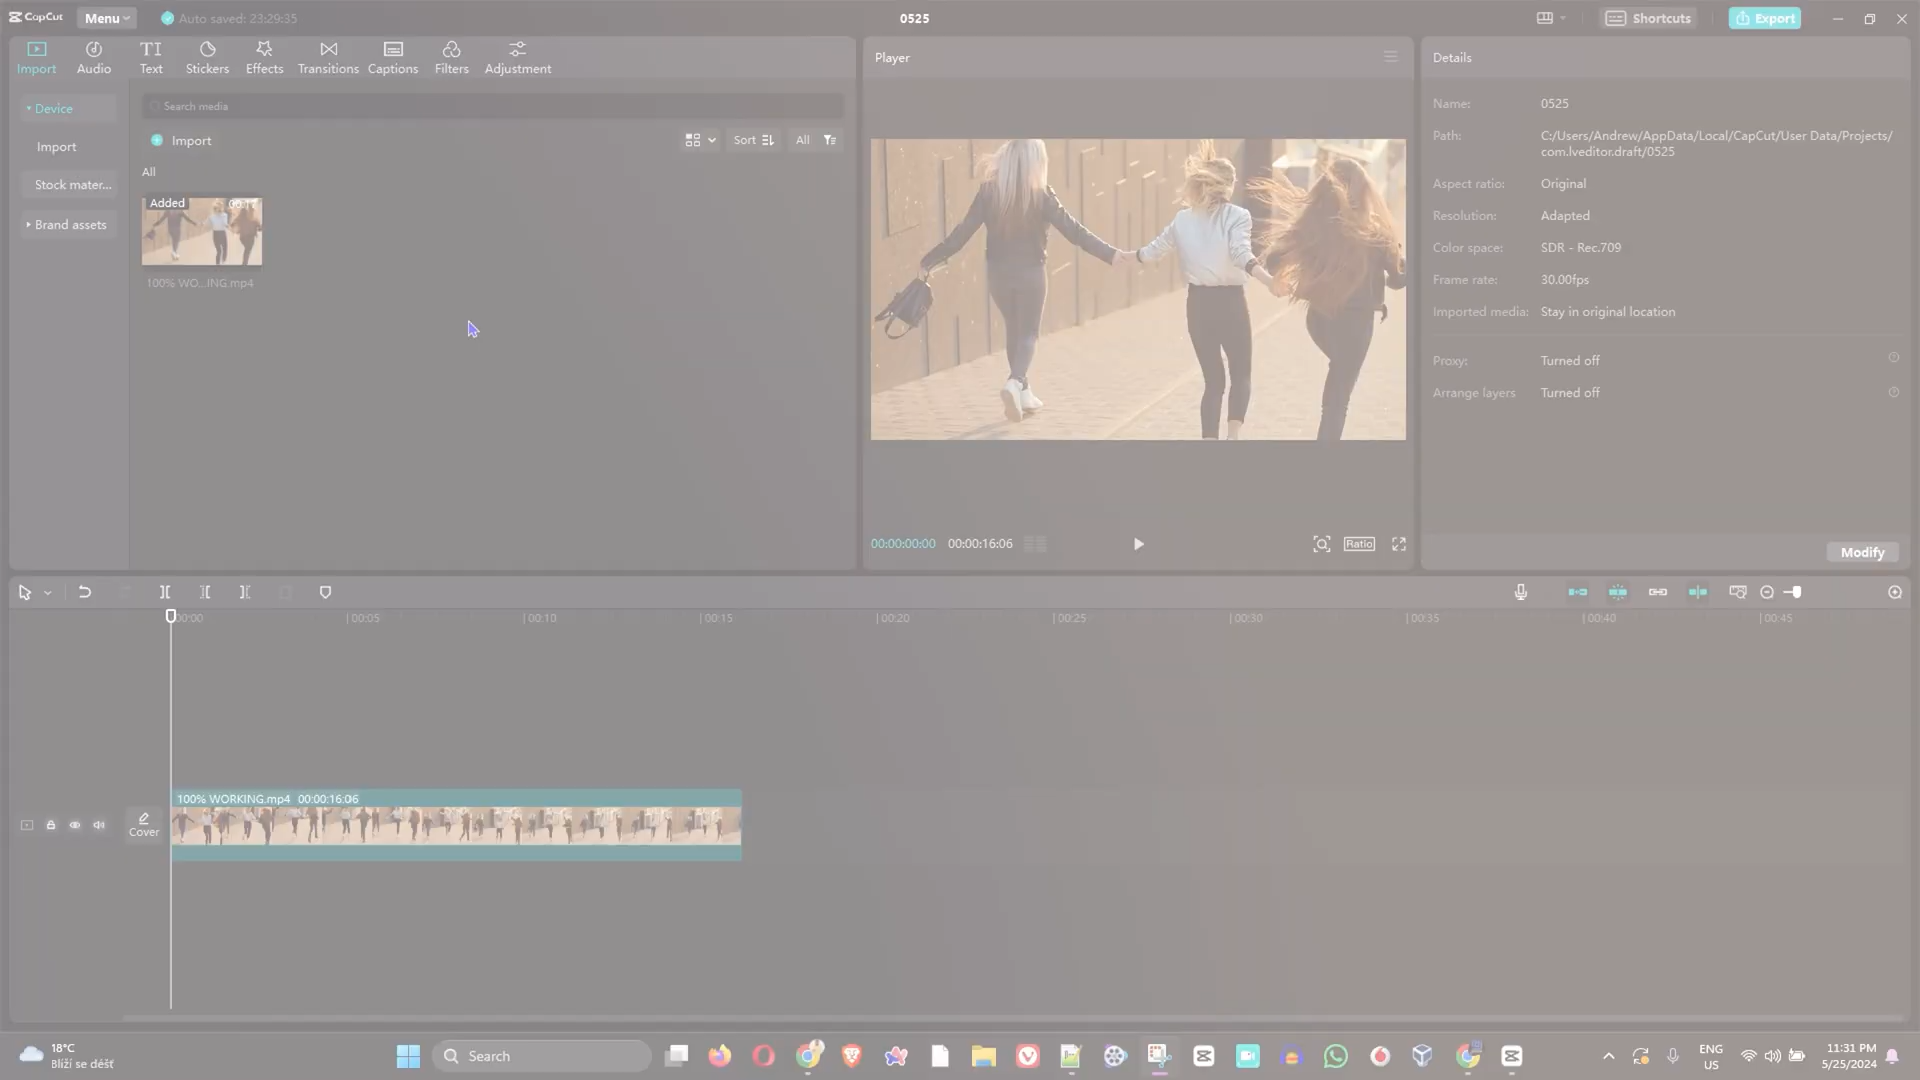 CapCut
Menu
Auto saved: 23:29:35
0525
Shortcuts
Export
Import
Audio
Text
Stickers
Effects
Transitions
Captions
Filters
Adjustment
Player
Details
Device
Import
Stock mater...
Brand assets
Search media
Import
Sort
All
All
Added
00:17
100% WO...ING.mp4
Name:
0525
Path:
C:/Users/Andrew/AppData/Local/CapCut/User Data/Projects/
com.lveditor.draft/0525
Aspect ratio:
Original
Resolution:
Adapted
Color space:
SDR - Rec.709
Frame rate:
30.00fps
Imported media:
Stay in original location
Proxy:
Turned off
Arrange layers
Turned off
00:00:00:00
00:00:16:06
Ratio
Modify
00:00
00:05
00:10
00:15
00:20
00:25
00:30
00:35
00:40
00:45
100% WORKING.mp4 00:00:16:06
Cover
18°C
Blíží se déšť
Search
ENG
US
11:31 PM
5/25/2024